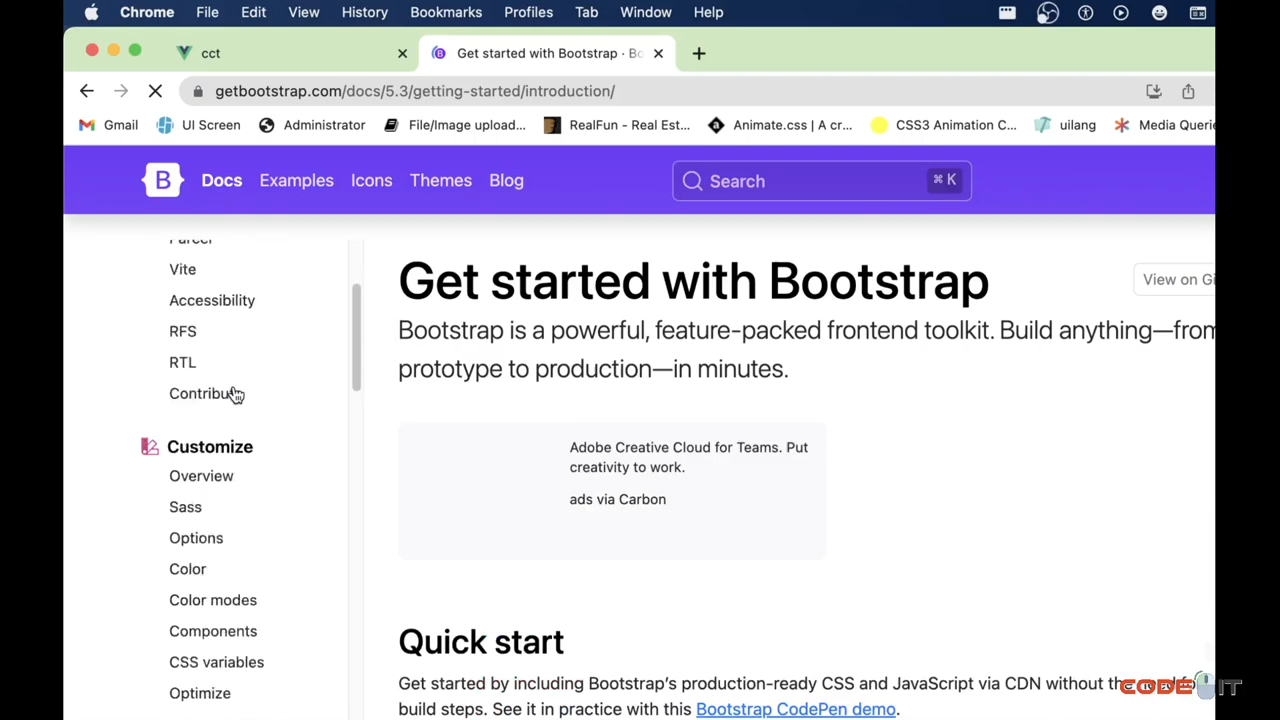 Chrome File Edit View History Bookmarks Profiles Tab Window Help
cct
Get started with Bootstrap · Bo
getbootstrap.com/docs/5.3/getting-started/introduction/
Gmail UI Screen Administrator File/Image upload... RealFun - Real Est... Animate.css | A cr... CSS3 Animation C... uilang Media Querie
B Docs Examples Icons Themes Blog Search ⌘ K
Parcel
Vite
Accessibility
RFS
RTL
Contribu
Customize
Overview
Sass
Options
Color
Color modes
Components
CSS variables
Optimize
Get started with Bootstrap
View on Gi
Bootstrap is a powerful, feature-packed frontend toolkit. Build anything—from
prototype to production—in minutes.
Adobe Creative Cloud for Teams. Put
creativity to work.
ads via Carbon
Quick start
Get started by including Bootstrap's production-ready CSS and JavaScript via CDN without the
build steps. See it in practice with this Bootstrap CodePen demo.
CODE IT